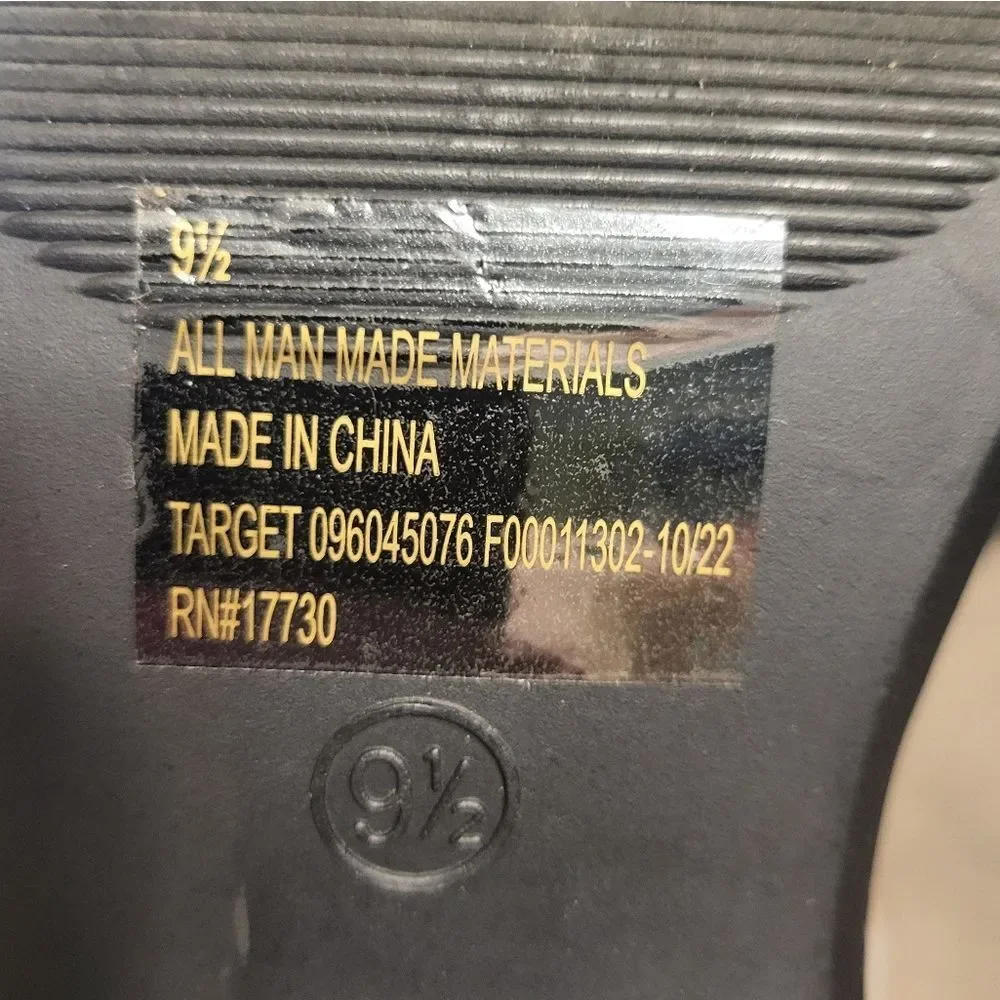 9½
ALL MAN MADE MATERIALS
MADE IN CHINA
TARGET 096045076 F00011302-10/22
RN#17730
9½